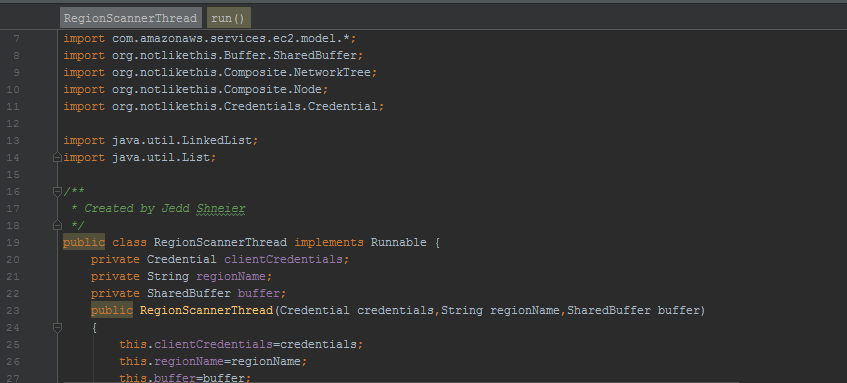 RegionScannerThread run()
7 import com.amazonaws.services.ec2.model.*;
8 import org.notlikethis.Buffer.SharedBuffer;
9 import org.notlikethis.Composite.NetworkTree;
10 import org.notlikethis.Composite.Node;
11 import org.notlikethis.Credentials.Credential;
12
13 import java.util.LinkedList;
14 import java.util.List;
15
16 /**
17 * Created by Jedd Shneier
18 */
19 public class RegionScannerThread implements Runnable {
20 private Credential clientCredentials;
21 private String regionName;
22 private SharedBuffer buffer;
23 public RegionScannerThread(Credential credentials,String regionName,SharedBuffer buffer)
24 {
25 this.clientCredentials=credentials;
26 this.regionName=regionName;
27 this.buffer=buffer;